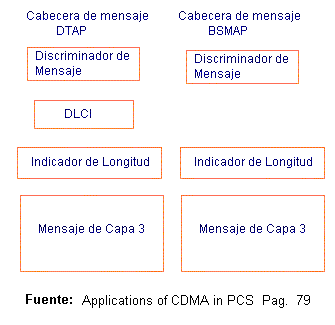 Cabecera de mensaje
DTAP
Cabecera de mensaje
BSMAP
Discriminador de
Mensaje
Discriminador de
Mensaje
DLCI
Indicador de Longitud
Indicador de Longitud
Mensaje de Capa 3
Mensaje de Capa 3
Fuente: Applications of CDMA in PCS Pag. 79